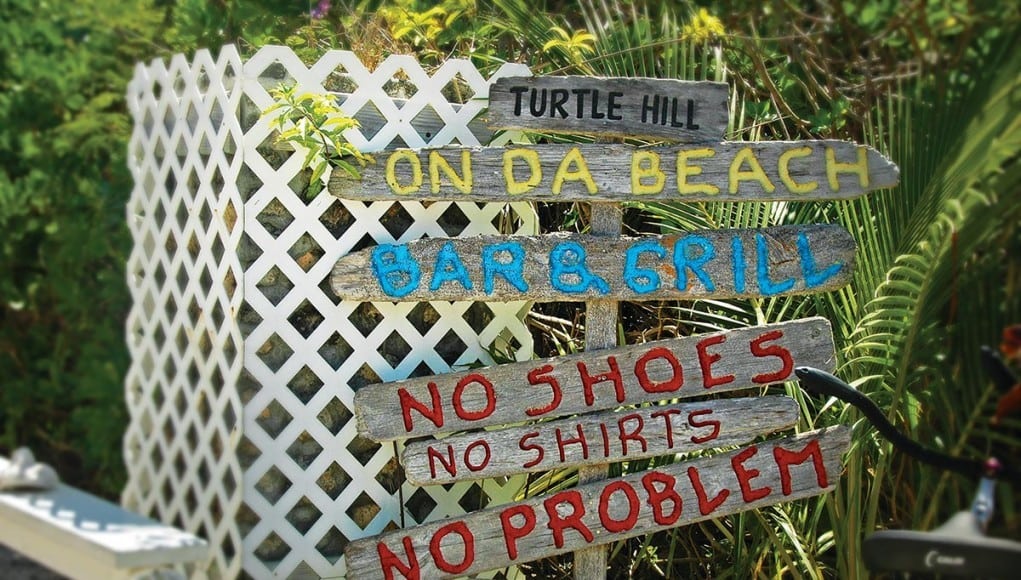 TURTLE HILL
ON DA BEACH
BAR & GRILL
NO SHOES
NO SHIRTS
NO PROBLEM